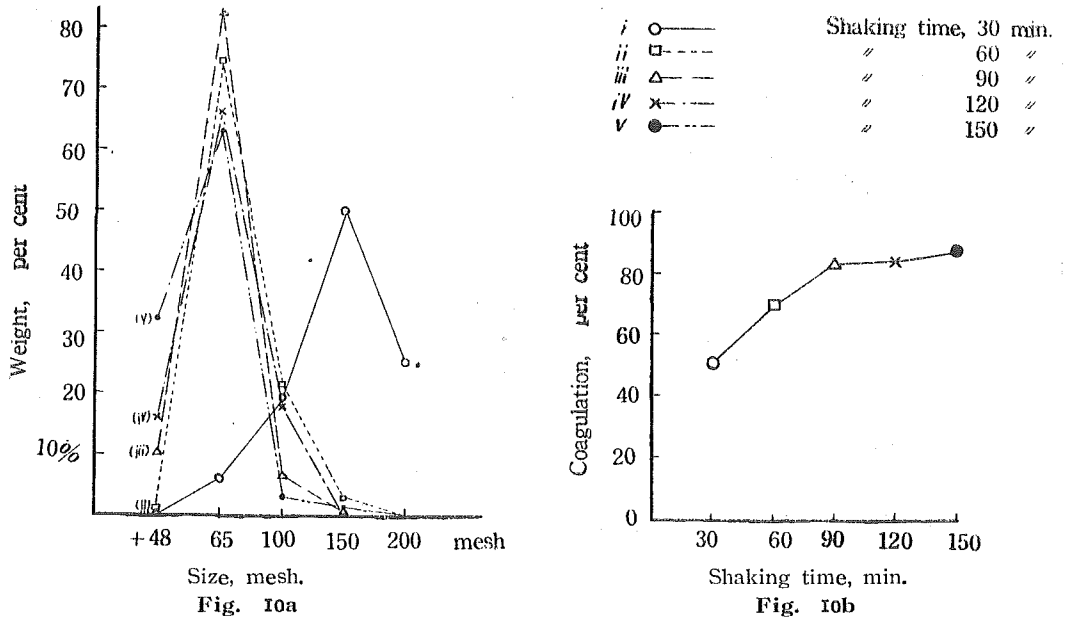 80
70
60
50
40
30
20
10%
Weight, per cent
(v)
(iv)
(iii)
(ii)
+48 65 100 150 200 mesh
Size, mesh.
Fig. 10a
i Shaking time, 30 min.
ii 〃 60 〃
iii 〃 90 〃
iv 〃 120 〃
v 〃 150 〃
100
80
60
40
20
0
Coagulation, per cent
30 60 90 120 150
Shaking time, min.
Fig. 10b